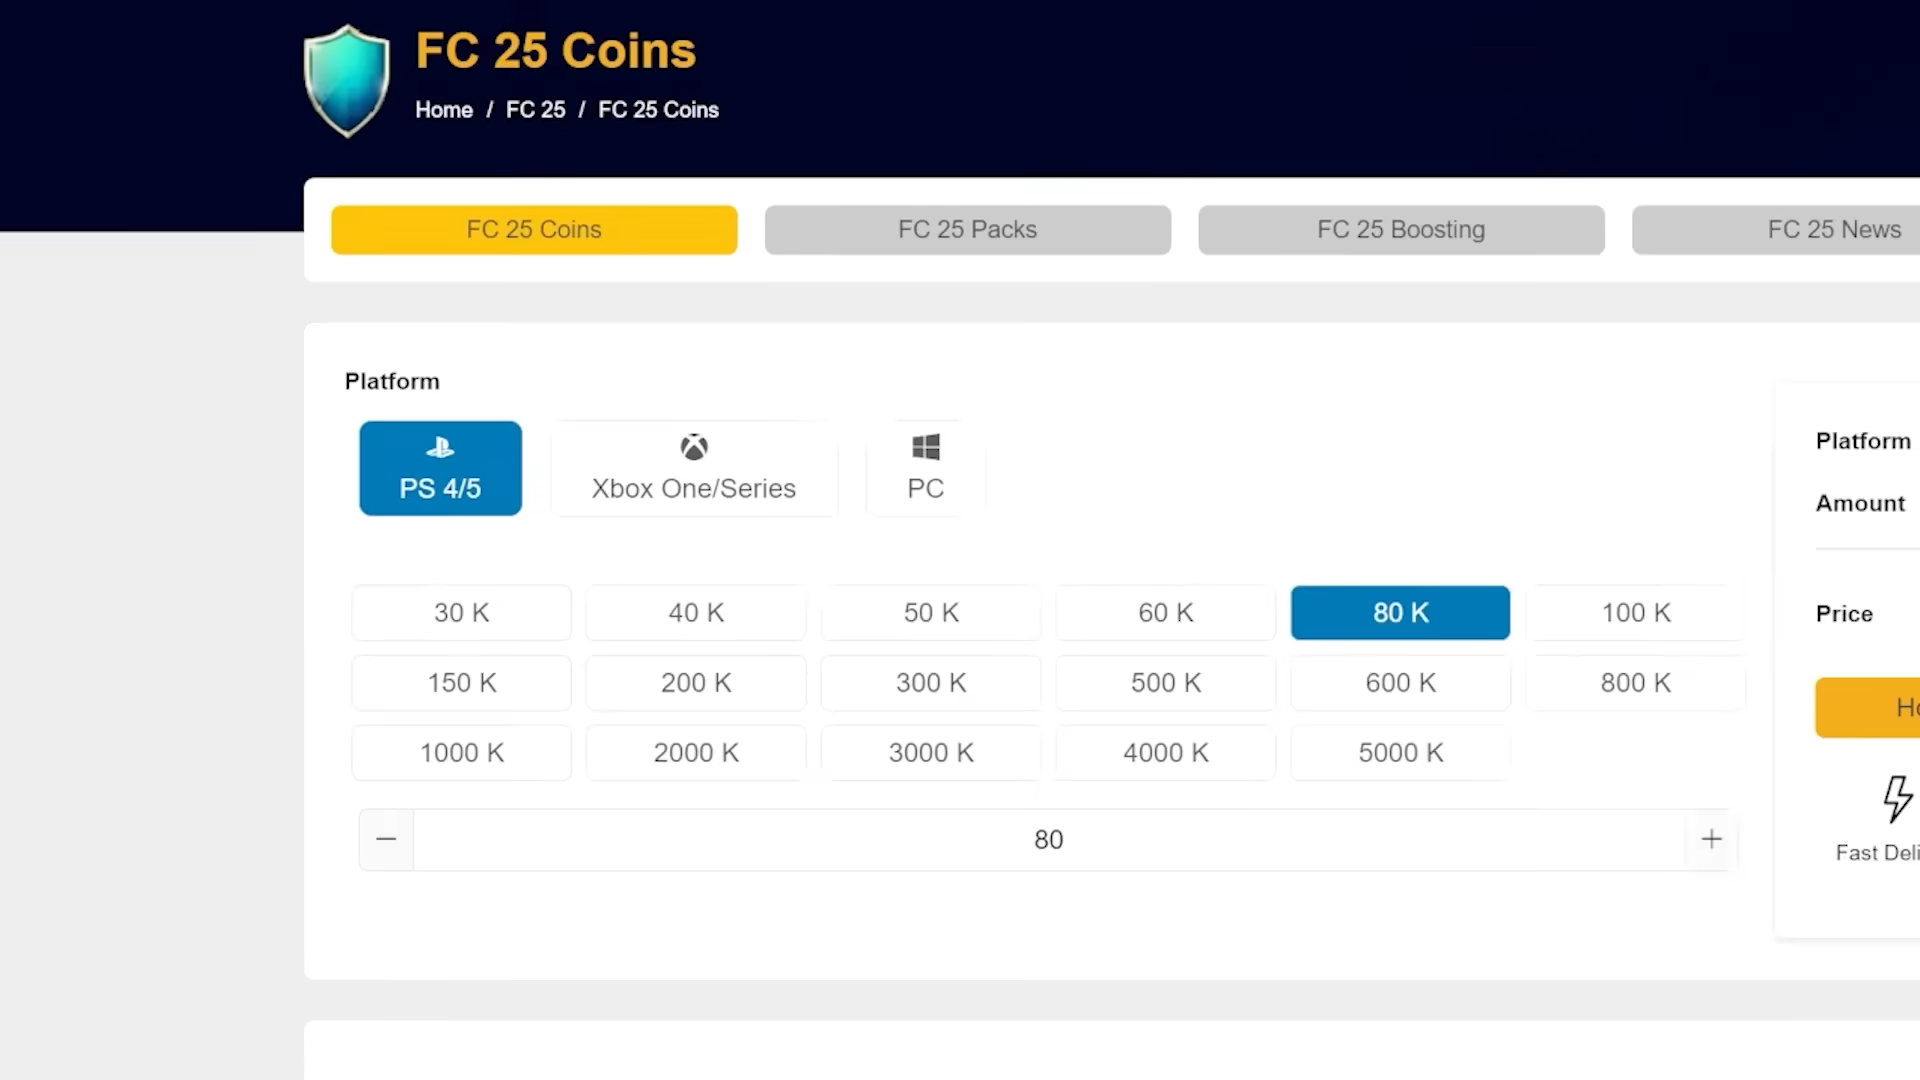 FC 25 Coins
Home / FC 25 / FC 25 Coins
FC 25 Coins
FC 25 Packs
FC 25 Boosting
FC 25 News
Platform
PS 4/5
Xbox One/Series
PC
30 K
40 K
50 K
60 K
80 K
100 K
150 K
200 K
300 K
500 K
600 K
800 K
1000 K
2000 K
3000 K
4000 K
5000 K
− 80 +
Platform
Amount
Price
Fast